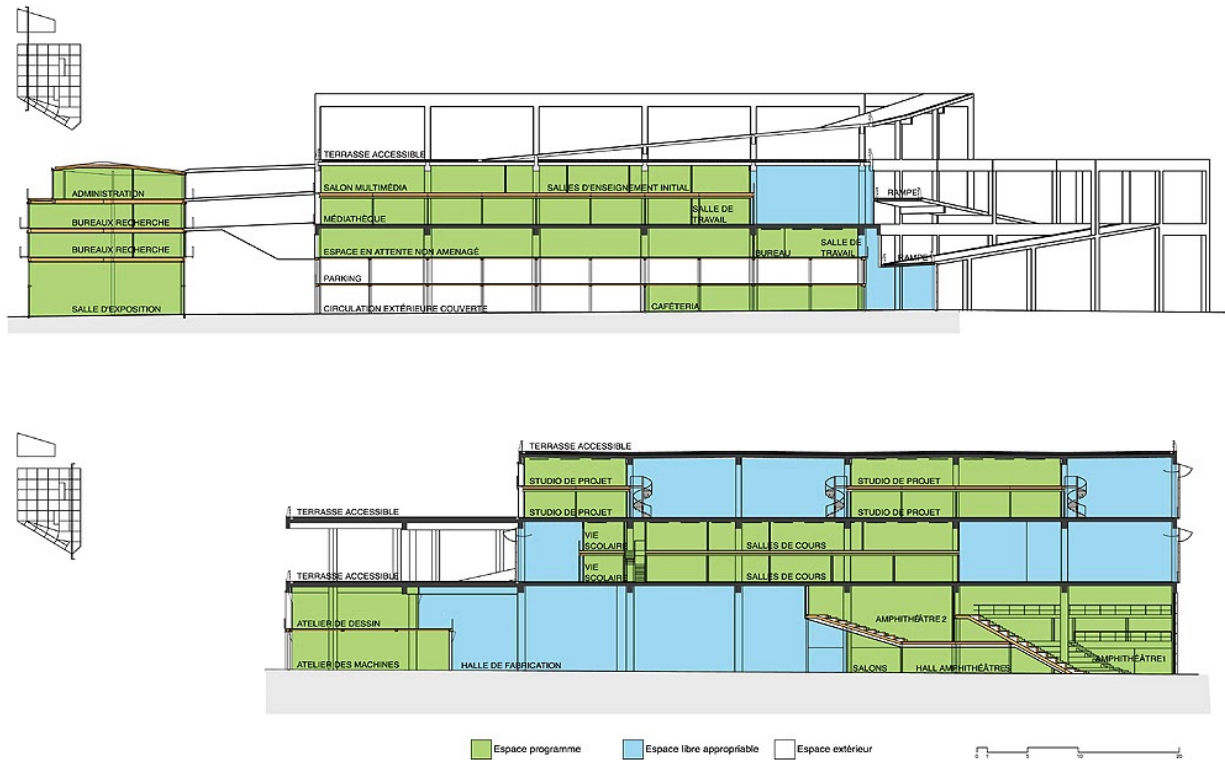 TERRASSE ACCESSIBLE
ADMINISTRATION
SALON MULTIMÉDIA
SALLES D'ENSEIGNEMENT INITIAL
RAMPE
BUREAUX RECHERCHE
MÉDIATHÈQUE
SALLE DE
TRAVAIL
BUREAUX RECHERCHE
ESPACE EN ATTENTE NON AMENAGÉ
BUREAU
SALLE DE
TRAVAIL
RAMPE
PARKING
SALLE D'EXPOSITION
CIRCULATION EXTÉRIEURE COUVERTE
CAFÉTERIA
TERRASSE ACCESSIBLE
STUDIO DE PROJET
STUDIO DE PROJET
TERRASSE ACCESSIBLE
STUDIO DE PROJET
STUDIO DE PROJET
VIE
SCOLAIRE
SALLES DE COURS
TERRASSE ACCESSIBLE
VIE
SCOLAIRE
SALLES DE COURS
ATELIER DE DESSIN
AMPHITHÉÂTRE 2
ATELIER DES MACHINES
HALLE DE FABRICATION
SALONS
HALL AMPHITHÉÂTRES
AMPHITHÉÂTRE 1
Espace programme
Espace libre appropriable
Espace extérieur
0 1 5 10 20